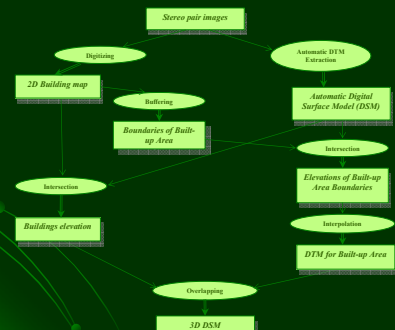 Stereo pair images
Digitizing
Automatic DTM
Extraction
2D Building map
Buffering
Automatic Digital
Surface Model (DSM)
Boundaries of Built-
up Area
Intersection
Elevations of Built-up
Area Boundaries
Intersection
Buildings elevation
Interpolation
DTM for Built-up Area
Overlapping
3D DSM